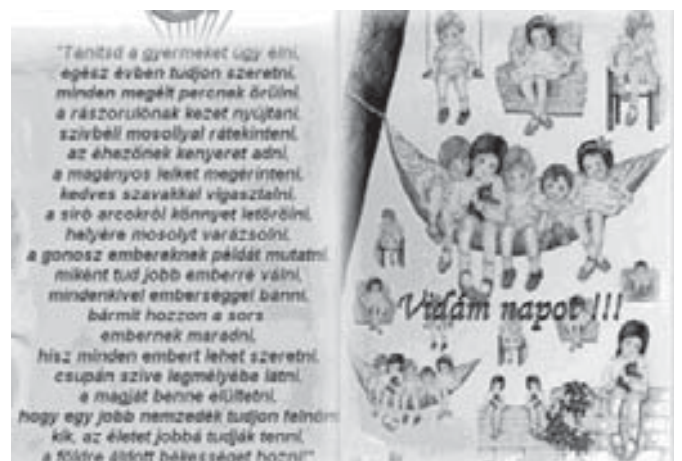 "Tanítsd a gyermeket úgy élni,
egész évben tudjon szeretni,
minden megélt percnek örülni,
a rászorulónak kezet nyújtani,
szívbéli mosollyal rátekinteni,
az éhezőnek kenyeret adni,
a magányos lelket megérinteni,
kedves szavakkal vigasztalni,
a síró arcokról könnyet letörölni,
helyére mosolyt varázsolni,
a gonosz embereknek példát mutatni,
miként tud jobb emberré válni,
mindenkivel emberséggel bánni,
bármit hozzon a sors
embernek maradni,
hisz minden embert lehet szeretni,
csupán szíve legmélyébe látni,
a magját benne elültetni,
hogy egy jobb nemzedék tudjon felnőni
kik, az életet jobbá tudják tenni,
a földre áldott békességet hozni!"
Vidám napot !!!